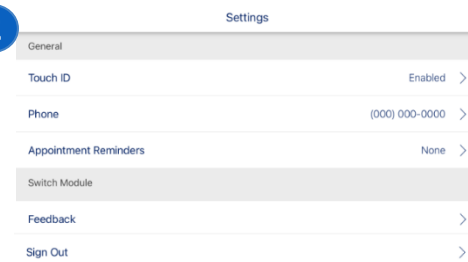 Settings
General
Touch ID Enabled
Phone (000) 000-0000
Appointment Reminders None
Switch Module
Feedback
Sign Out